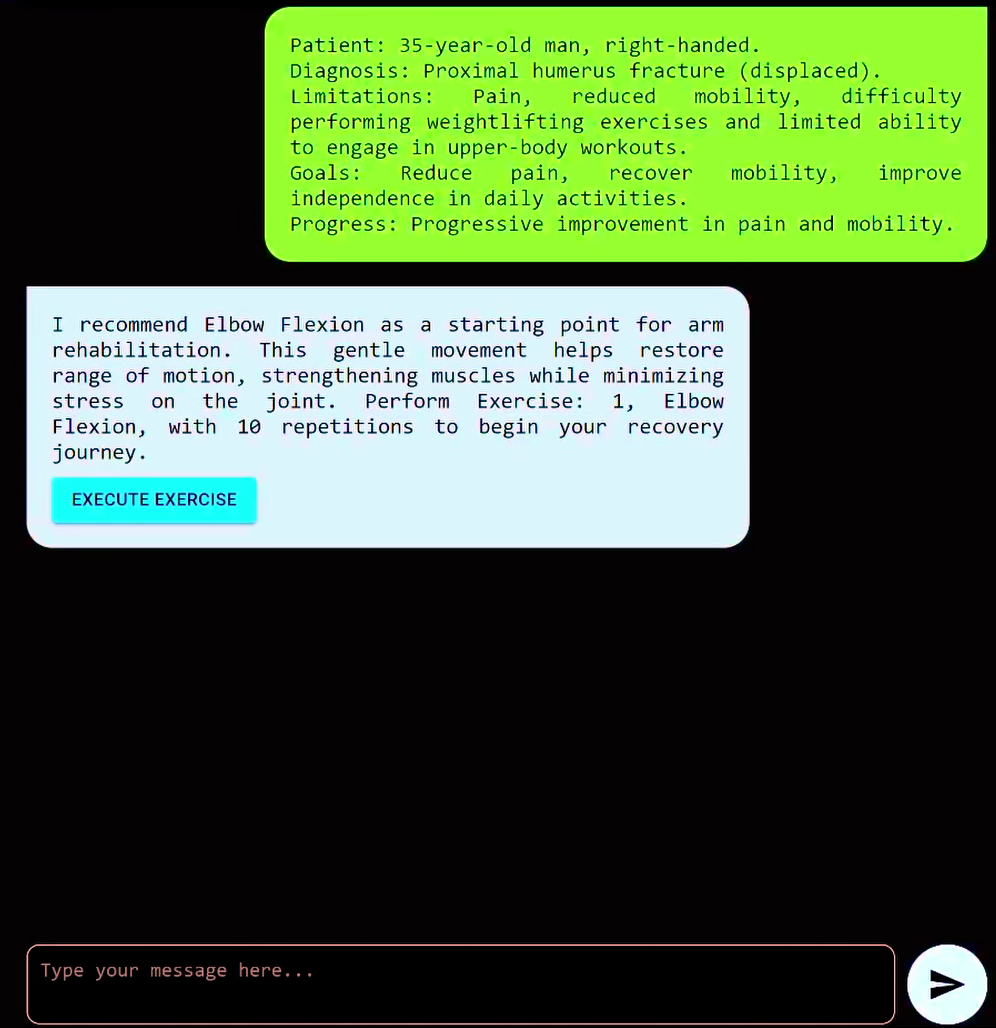 Patient: 35-year-old man, right-handed.
Diagnosis: Proximal humerus fracture (displaced).
Limitations: Pain, reduced mobility, difficulty
performing weightlifting exercises and limited ability
to engage in upper-body workouts.
Goals: Reduce pain, recover mobility, improve
independence in daily activities.
Progress: Progressive improvement in pain and mobility.
I recommend Elbow Flexion as a starting point for arm
rehabilitation. This gentle movement helps restore
range of motion, strengthening muscles while minimizing
stress on the joint. Perform Exercise: 1, Elbow
Flexion, with 10 repetitions to begin your recovery
journey.
EXECUTE EXERCISE
Type your message here...